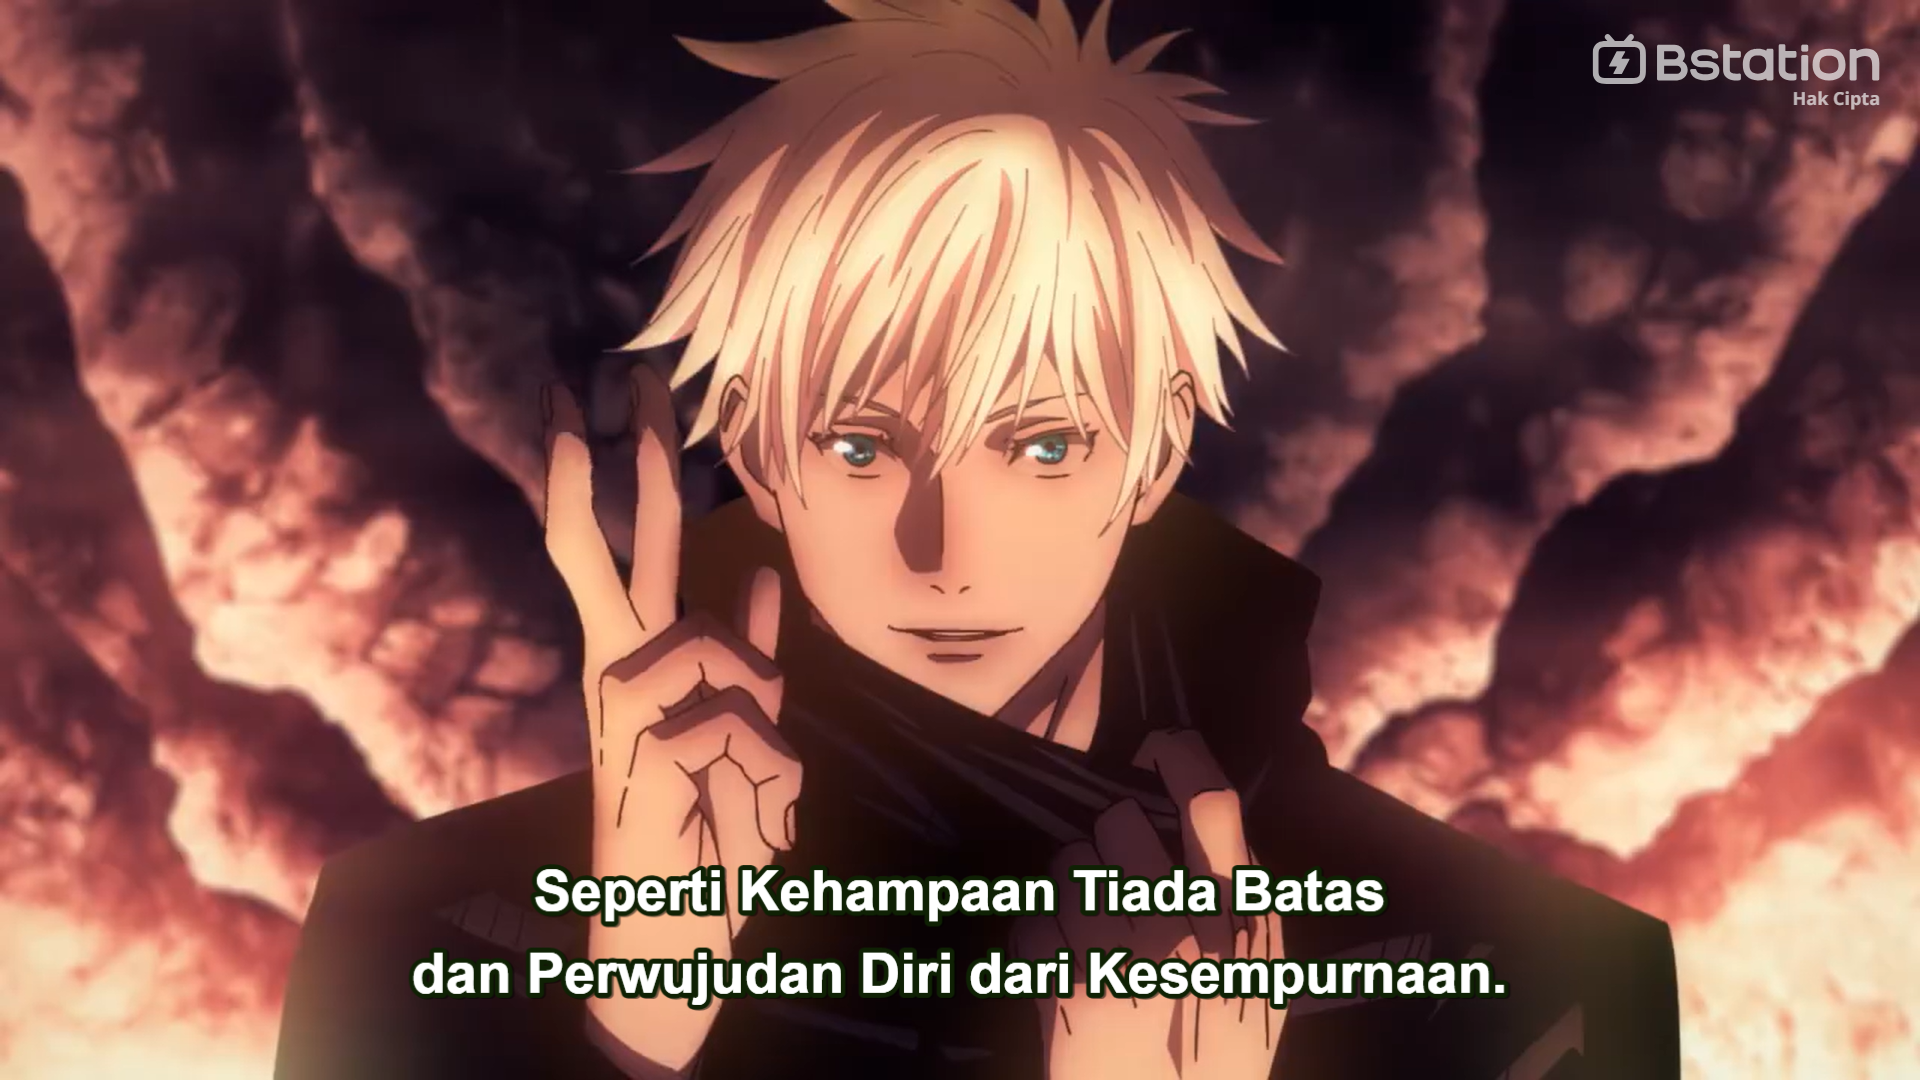 Bstation
Hak Cipta
Seperti Kehampaan Tiada Batas
dan Perwujudan Diri dari Kesempurnaan.